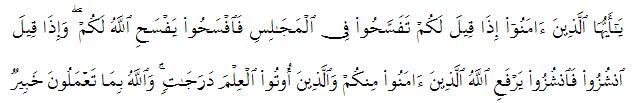 يَـٰٓأَيُّهَا ٱلَّذِينَ ءَامَنُوٓا۟ إِذَا قِيلَ لَكُمْ تَفَسَّحُوا۟ فِى ٱلْمَجَـٰلِسِ فَٱفْسَحُوا۟ يَفْسَحِ ٱللَّهُ لَكُمْ ۖ وَإِذَا قِيلَ
ٱنشُزُوا۟ فَٱنشُزُوا۟ يَرْفَعِ ٱللَّهُ ٱلَّذِينَ ءَامَنُوا۟ مِنكُمْ وَٱلَّذِينَ أُوتُوا۟ ٱلْعِلْمَ دَرَجَـٰتٍ ۚ وَٱللَّهُ بِمَا تَعْمَلُونَ خَبِيرٌ